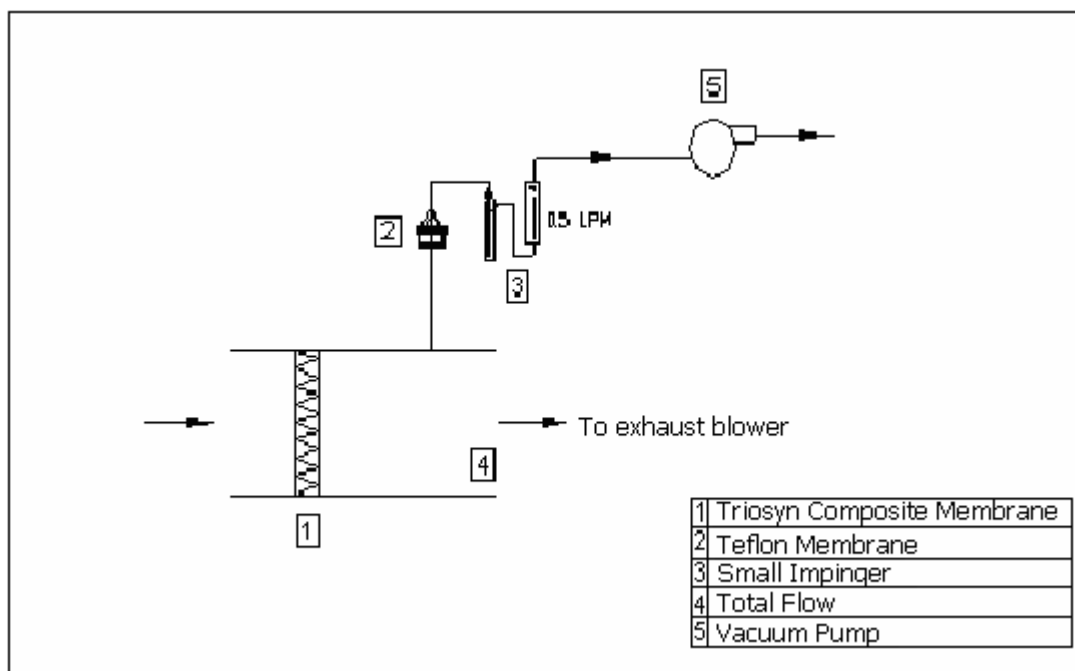 5
2
0.5 LPM
3
To exhaust blower
4
1
1 Triosyn Composite Membrane
2 Teflon Membrane
3 Small Impinger
4 Total Flow
5 Vacuum Pump